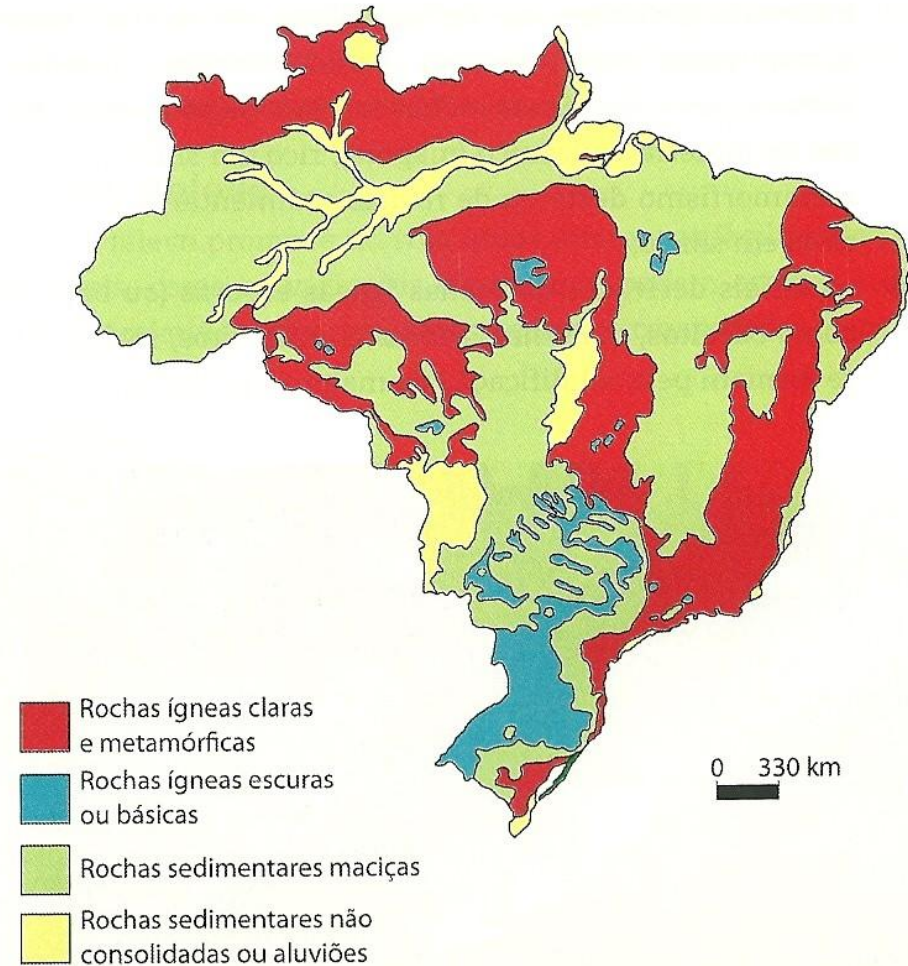 Rochas ígneas claras
e metamórficas
Rochas ígneas escuras
ou básicas
Rochas sedimentares maciças
Rochas sedimentares não
consolidadas ou aluviões
0 330 km